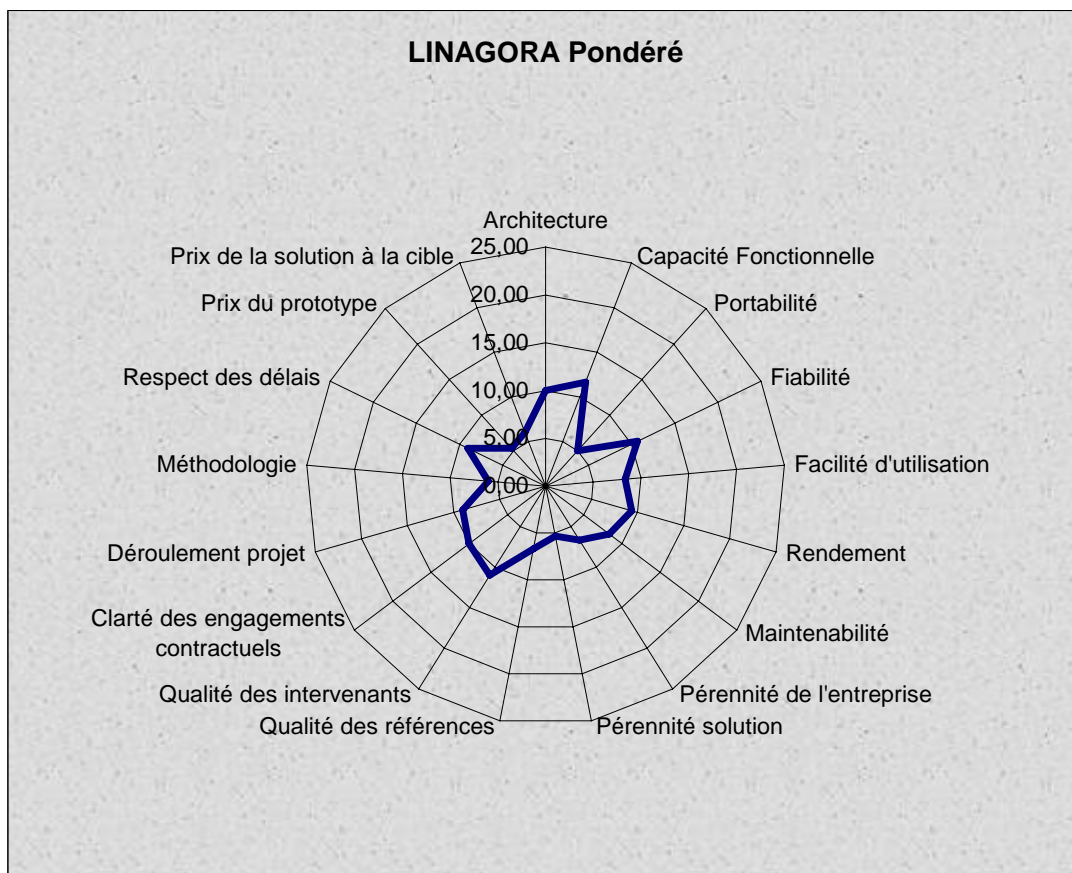 LINAGORA Pondéré
Architecture
25,00
20,00
15,00
10,00
5,00
0,00
Capacité Fonctionnelle
Portabilité
Fiabilité
Facilité d'utilisation
Rendement
Maintenabilité
Pérennité de l'entreprise
Pérennité solution
Qualité des références
Qualité des intervenants
Clarté des engagements
contractuels
Déroulement projet
Méthodologie
Respect des délais
Prix du prototype
Prix de la solution à la cible